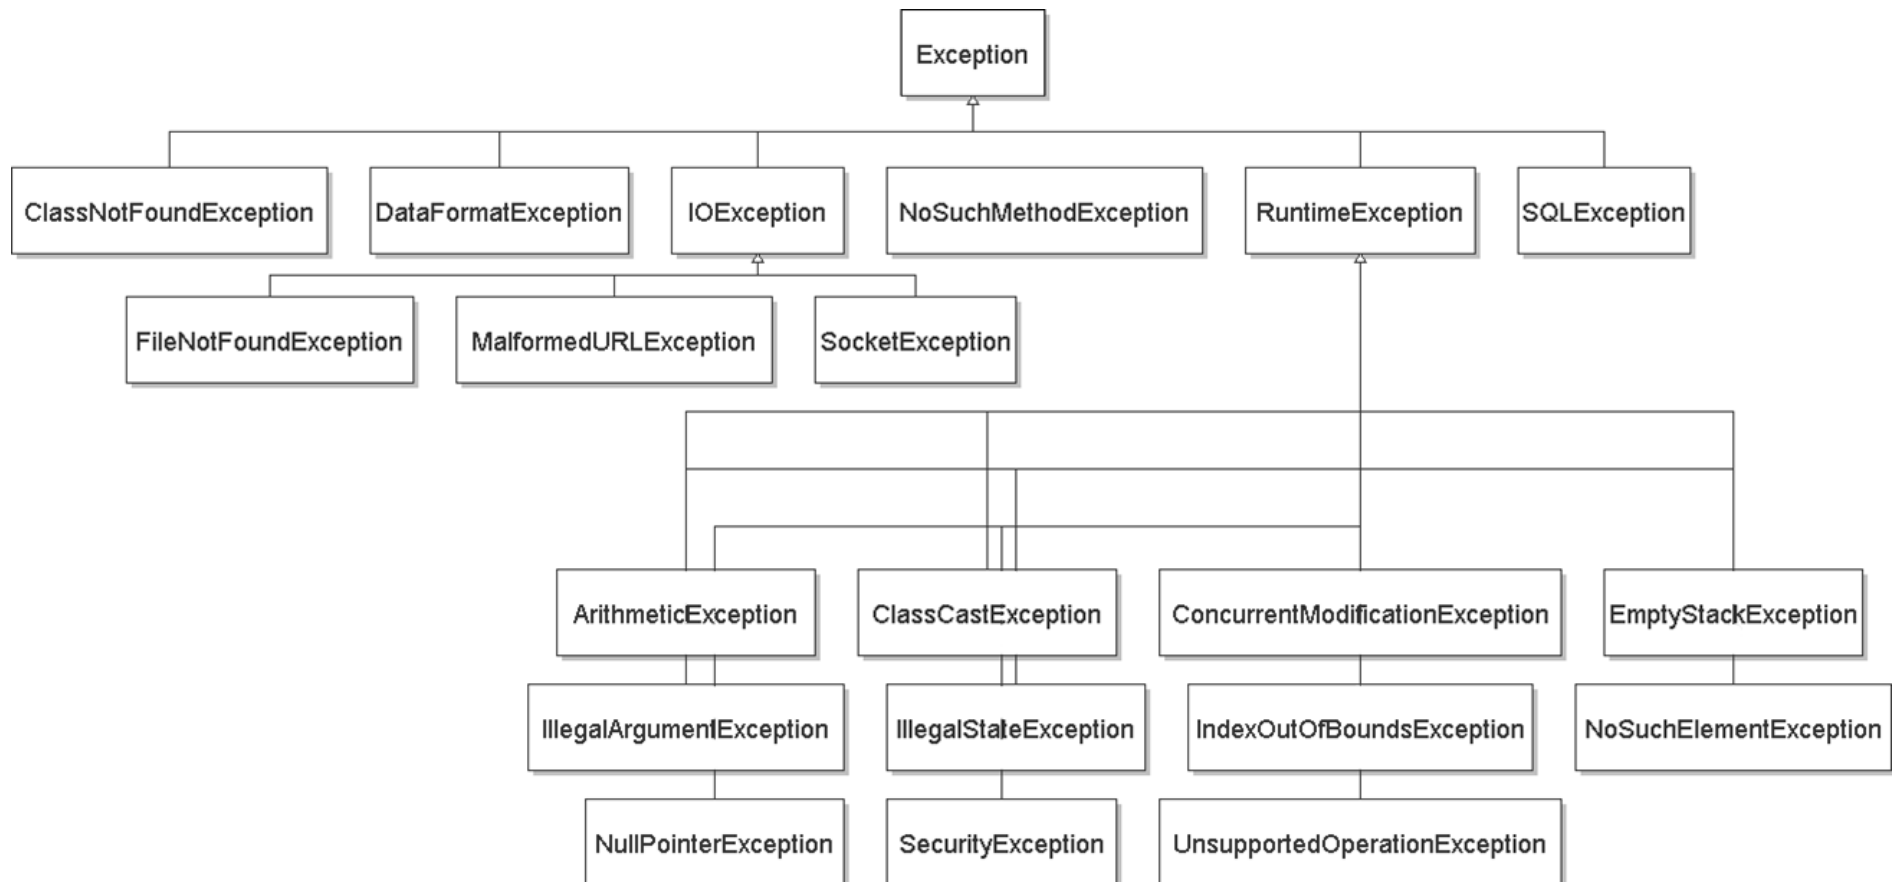 Exception
ClassNotFoundException
DataFormatException
IOException
NoSuchMethodException
RuntimeException
SQLException
FileNotFoundException
MalformedURLException
SocketException
ArithmeticException
ClassCastException
ConcurrentModificationException
EmptyStackException
IllegalArgumentException
IllegalStateException
IndexOutOfBoundsException
NoSuchElementException
NullPointerException
SecurityException
UnsupportedOperationException